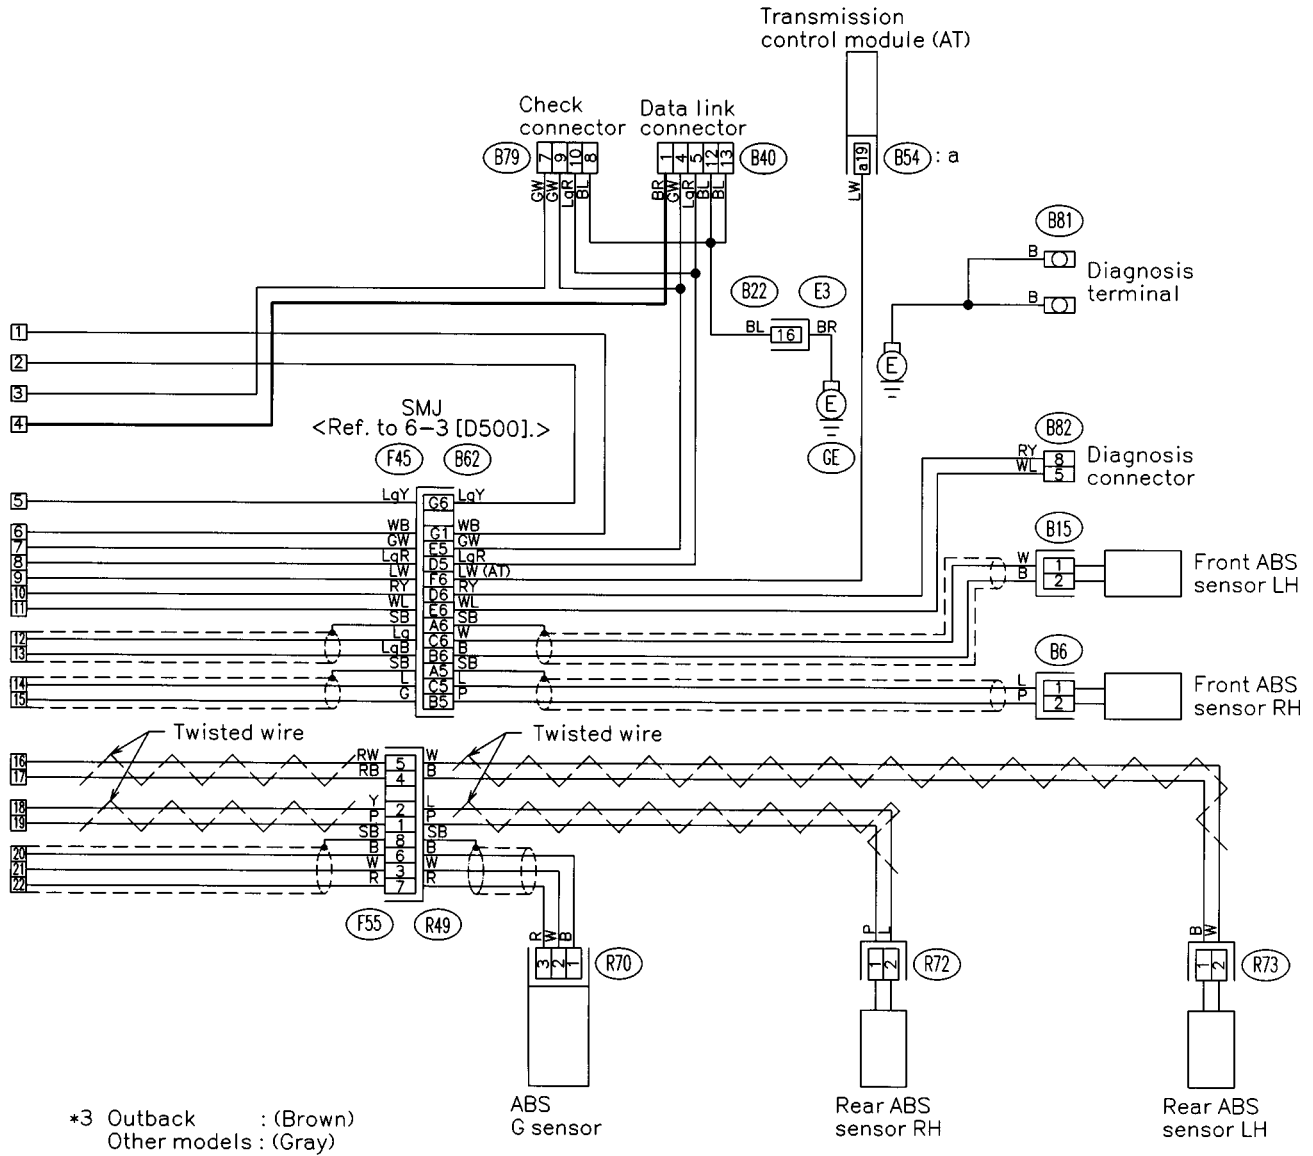 Transmission
control module (AT)
Check
connector
Data link
connector
B79
7
9
10
8
1
4
5
12
13
B40
a19
B54 : a
GW
GW
LgR
BL
BR
GW
LgR
BL
BL
LW
B81
B
B
Diagnosis
terminal
B22
E3
BL
16
BR
E
E
GE
1
2
3
4
SMJ
<Ref. to 6-3 [D500].>
F45
B62
B82
RY
8
WL
5
Diagnosis
connector
5
LgY
G6
LgY
6
WB
G1
WB
7
GW
E5
GW
8
LgR
D5
LgR
9
LW
F6
LW (AT)
10
RY
D6
RY
11
WL
E6
WL
SB
A6
SB
12
Lg
C6
W
13
LgB
B6
B
SB
A5
SB
14
L
C5
L
15
G
B5
P
B15
W
1
B
2
Front ABS
sensor LH
B6
L
1
P
2
Front ABS
sensor RH
Twisted wire
Twisted wire
16
RW
5
W
17
RB
4
B
18
Y
2
L
19
P
1
P
SB
8
SB
20
B
6
B
21
W
3
W
22
R
7
R
F55
R49
R
W
B
3
2
1
R70
P
L
1
2
R72
B
W
1
2
R73
ABS
G sensor
Rear ABS
sensor RH
Rear ABS
sensor LH
*3 Outback : (Brown)
Other models : (Gray)